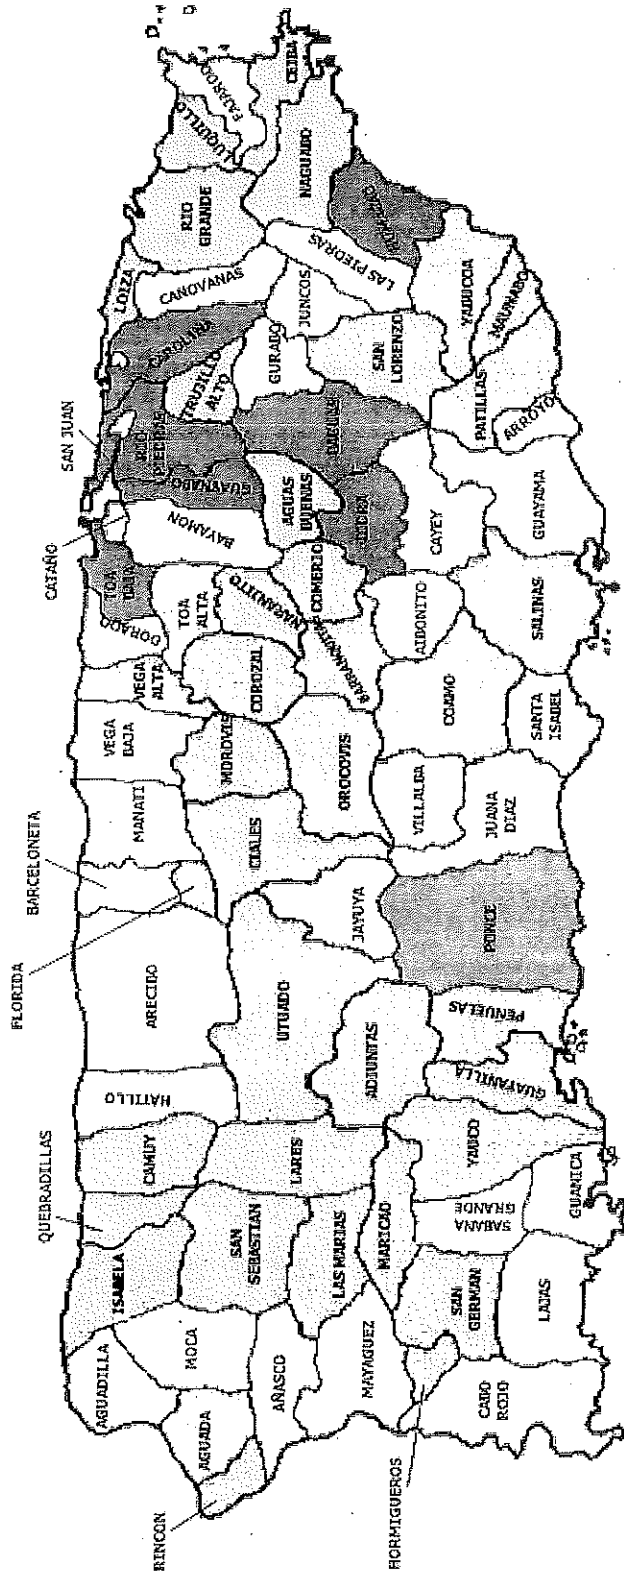 QUEBRADILLAS
FLORIDA
BARCELONETA
CATAÑO
SAN JUAN
AGUADILLA
ISABELA
CAMUY
HATILLO
ARECIBO
MANATI
VEGA
BAJA
VEGA
ALTA
DORADO
TOA
BAJA
TOA
ALTA
BAYAMON
GUAYNABO
RIO
PIEDRAS
CAROLINA
TRUJILLO
ALTO
LOIZA
CAÑOVANAS
RIO
GRANDE
LUQUILLO
FAJARDO
CEIBA
NAGUABO
RINCON
AGUADA
MOCA
SAN
SEBASTIAN
LARES
UTUADO
CIALES
MOROVIS
COROZAL
NARANJITO
COMERIO
AGUAS
BUENAS
CAGUAS
GURABO
JUNCOS
LAS PIEDRAS
HUMACAO
AÑASCO
LAS MARIAS
MARICAO
ADJUNTAS
JAYUYA
OROCOVIS
BARRANQUITAS
AIBONITO
CIDRA
CAYEY
SAN
LORENZO
YABUCOA
MAUNABO
MAYAGUEZ
HORMIGUEROS
CABO
ROJO
SAN
GERMAN
LAJAS
SABANA
GRANDE
GUANICA
YAUCO
GUAYANILLA
PEÑUELAS
PONCE
VILLALBA
JUANA
DIAZ
COAMO
SANTA
ISABEL
SALINAS
GUAYAMA
PATILLAS
ARROYO